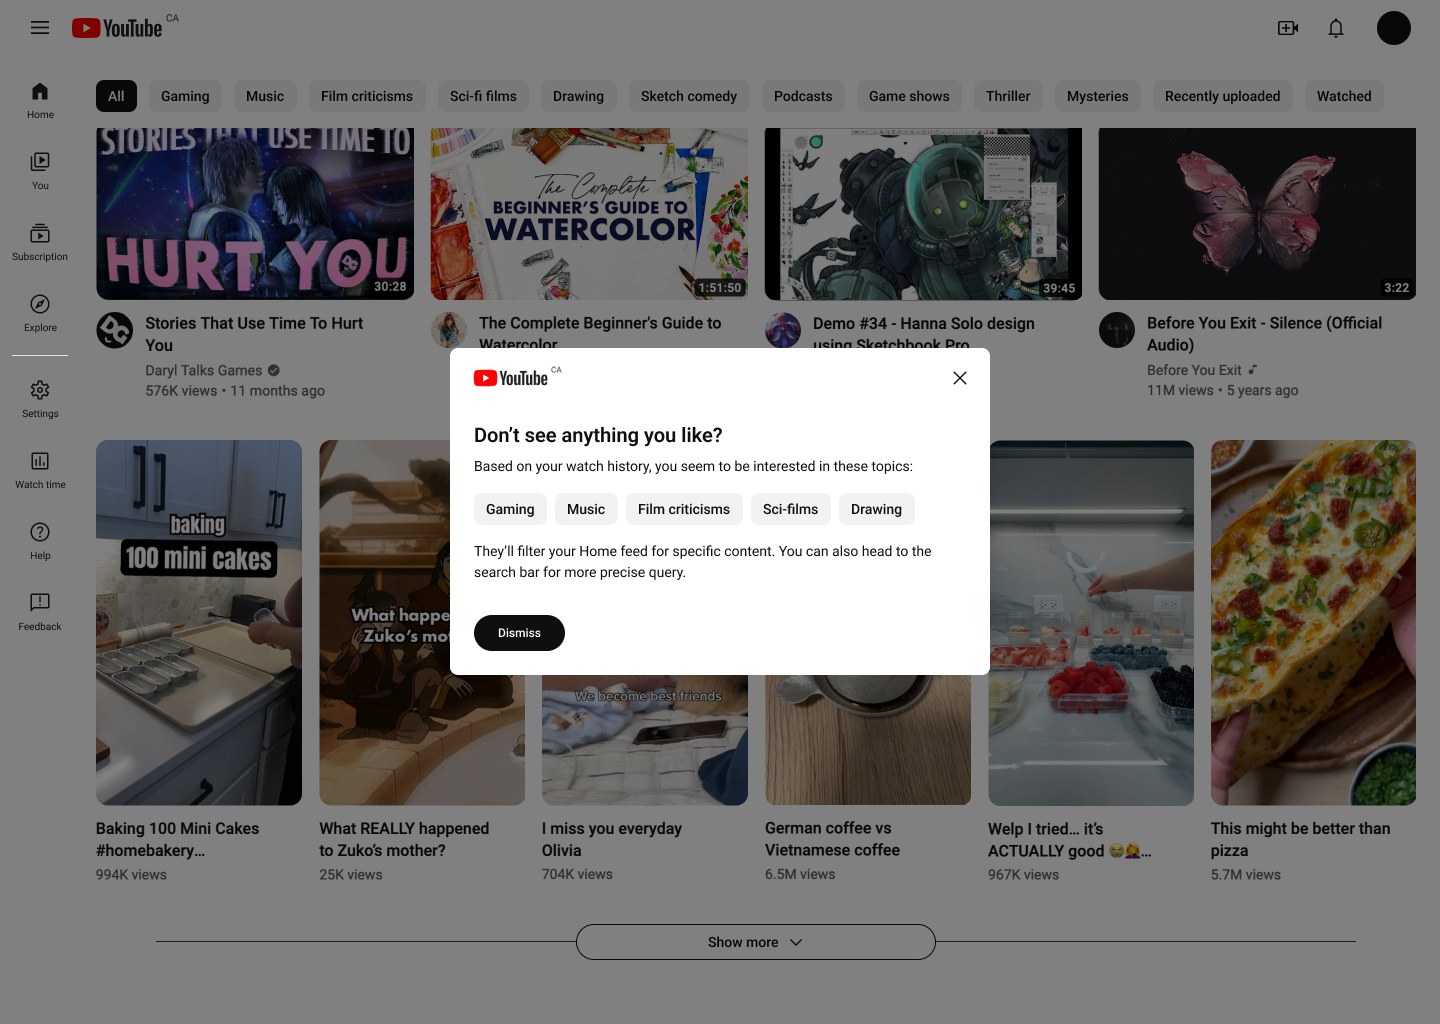 YouTube CA
All
Gaming
Music
Film criticisms
Sci-fi films
Drawing
Sketch comedy
Podcasts
Game shows
Thriller
Mysteries
Recently uploaded
Watched
Home
You
Subscription
Explore
Settings
Watch time
Help
Feedback
STORIES THAT USE TIME TO
HURT YOU
30:28
The Complete
BEGINNER'S GUIDE TO
WATERCOLOR
1:51:50
39:45
3:22
Stories That Use Time To Hurt
You
Daryl Talks Games
576K views • 11 months ago
The Complete Beginner's Guide to
Watercolor
Demo #34 - Hanna Solo design
using Sketchbook Pro
Before You Exit - Silence (Official
Audio)
Before You Exit
11M views • 5 years ago
YouTube CA
Don't see anything you like?
Based on your watch history, you seem to be interested in these topics:
Gaming
Music
Film criticisms
Sci-films
Drawing
They'll filter your Home feed for specific content. You can also head to the
search bar for more precise query.
Dismiss
baking
100 mini cakes
What happe
Zuko's mot
We become best friends
Baking 100 Mini Cakes
#homebakery…
994K views
What REALLY happened
to Zuko's mother?
25K views
I miss you everyday
Olivia
704K views
German coffee vs
Vietnamese coffee
6.5M views
Welp I tried… it's
ACTUALLY good 😭🤦‍♀️…
967K views
This might be better than
pizza
5.7M views
Show more